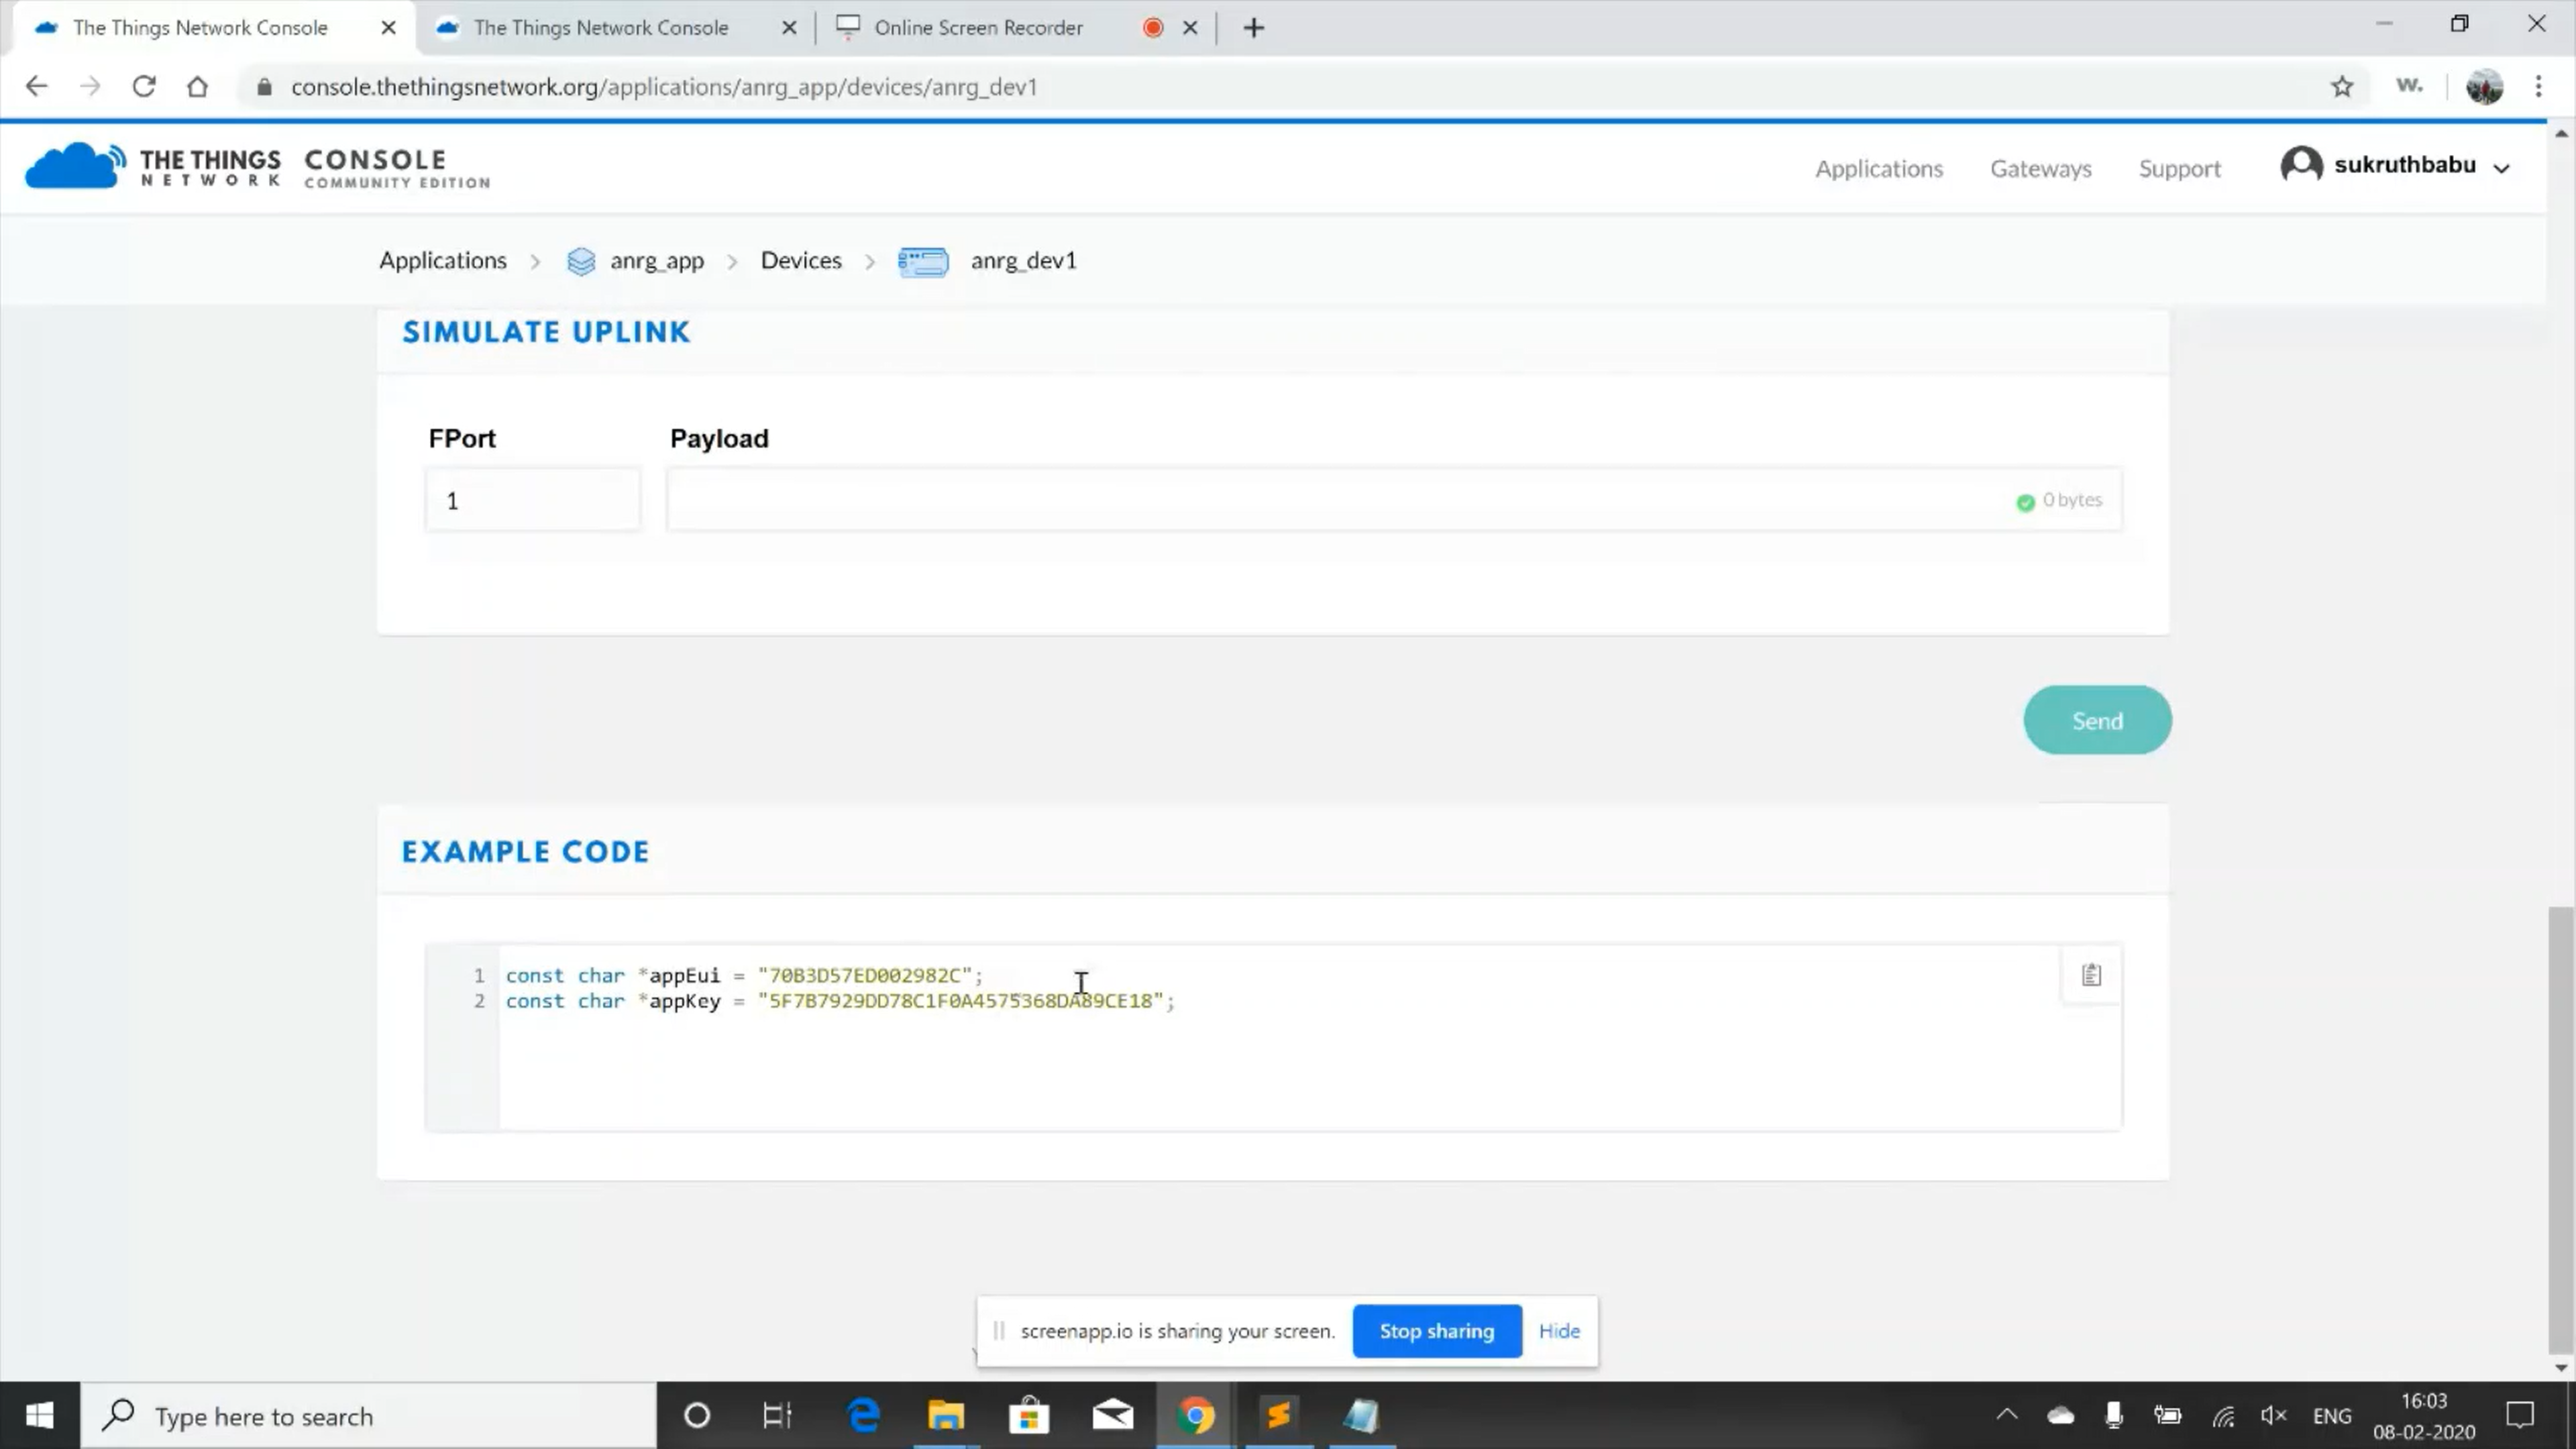 The Things Network Console
The Things Network Console
Online Screen Recorder
console.thethingsnetwork.org/applications/anrg_app/devices/anrg_dev1
W.
THE THINGS NETWORK
CONSOLE COMMUNITY EDITION
Applications Gateways Support sukruthbabu
Applications > anrg_app > Devices > anrg_dev1
SIMULATE UPLINK
FPort Payload
1 0 bytes
Send
EXAMPLE CODE
1 const char *appEui = "70B3D57ED002982C";
2 const char *appKey = "5F7B7929DD78C1F0A4575368DA89CE18";
screenapp.io is sharing your screen. Stop sharing Hide
Type here to search
ENG
16:03
08-02-2020